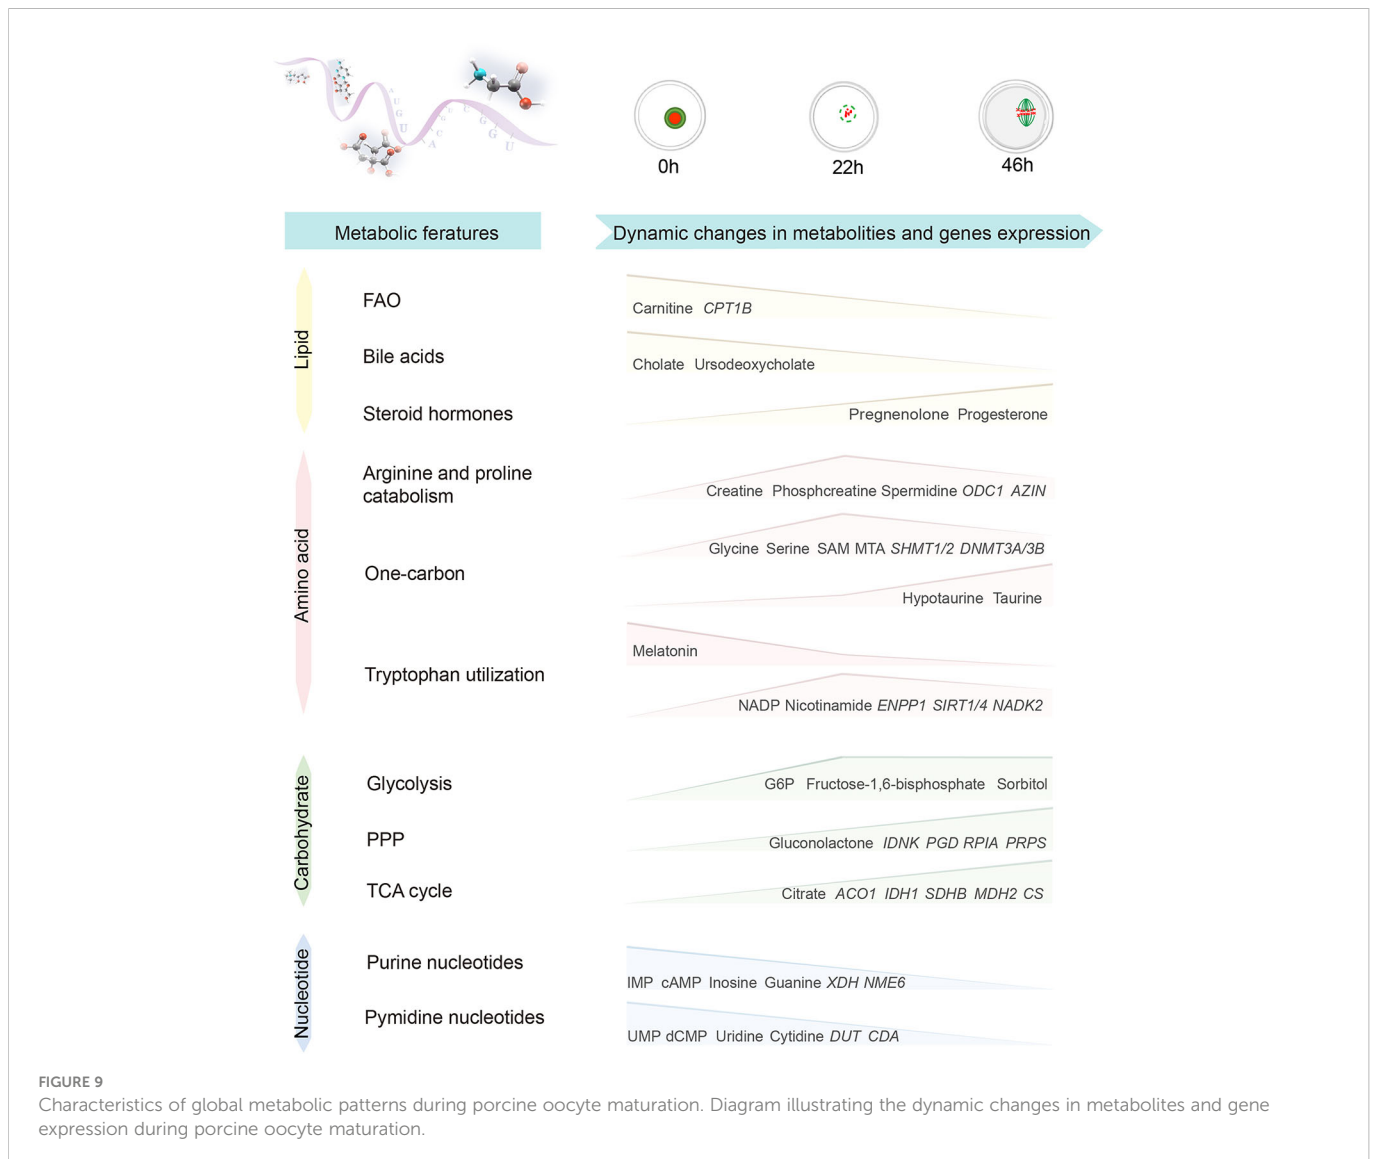 0h
22h
46h
Metabolic feratures
Dynamic changes in metabolities and genes expression
Lipid
FAO
Carnitine CPT1B
Bile acids
Cholate Ursodeoxycholate
Steroid hormones
Pregnenolone Progesterone
Amino acid
Arginine and proline
catabolism
Creatine Phosphcreatine Spermidine ODC1 AZIN
One-carbon
Glycine Serine SAM MTA SHMT1/2 DNMT3A/3B
Hypotaurine Taurine
Tryptophan utilization
Melatonin
NADP Nicotinamide ENPP1 SIRT1/4 NADK2
Carbohydrate
Glycolysis
G6P Fructose-1,6-bisphosphate Sorbitol
PPP
Gluconolactone IDNK PGD RPIA PRPS
TCA cycle
Citrate ACO1 IDH1 SDHB MDH2 CS
Nucleotide
Purine nucleotides
IMP cAMP Inosine Guanine XDH NME6
Pymidine nucleotides
UMP dCMP Uridine Cytidine DUT CDA
FIGURE 9
Characteristics of global metabolic patterns during porcine oocyte maturation. Diagram illustrating the dynamic changes in metabolites and gene
expression during porcine oocyte maturation.